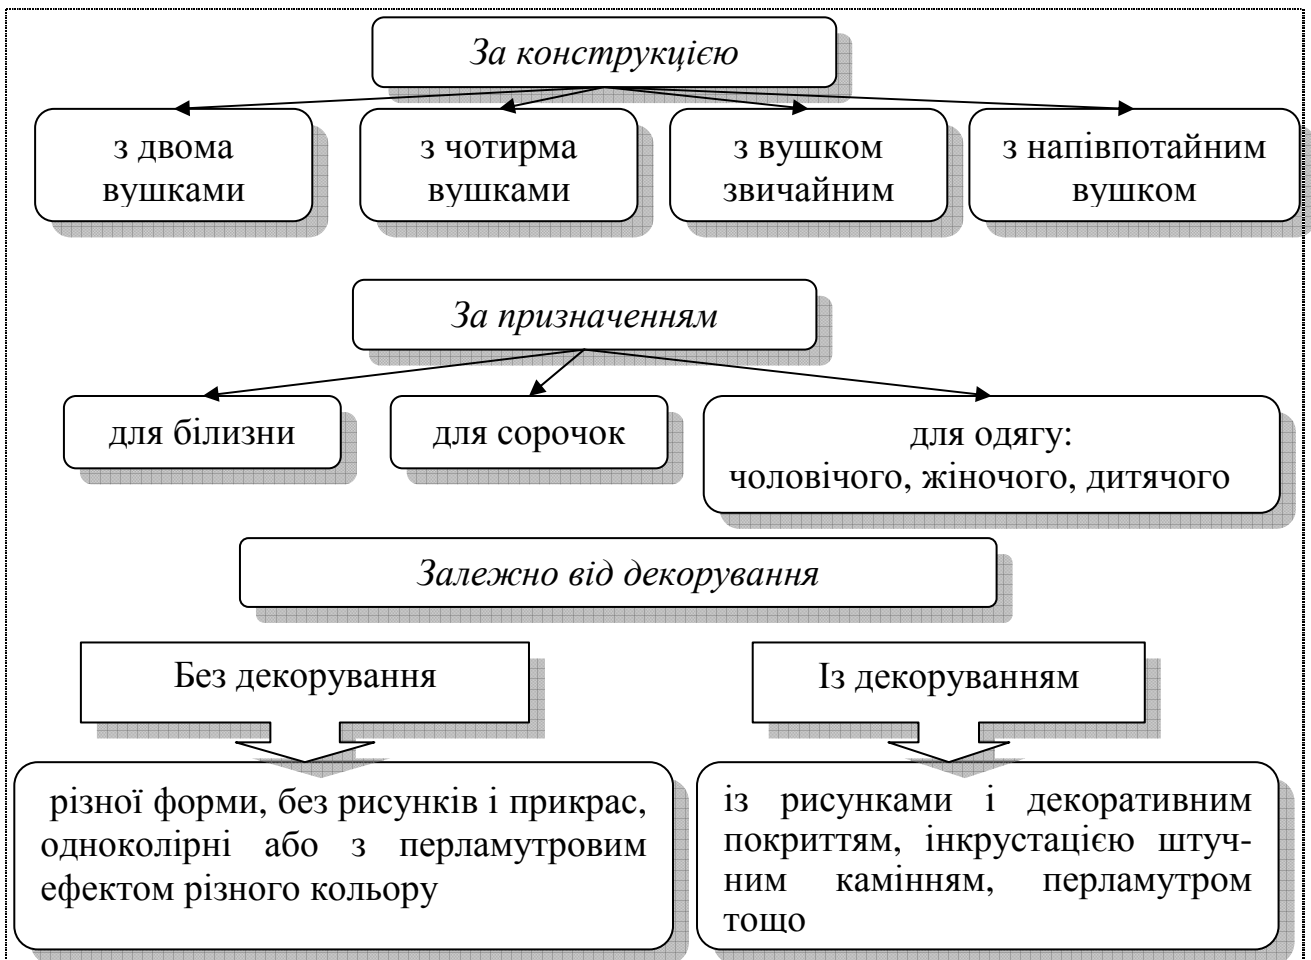 За конструкцією
з двома
вушками
з чотирма
вушками
з вушком
звичайним
з напівпотайним
вушком
За призначенням
для білизни
для сорочок
для одягу:
чоловічого, жіночого, дитячого
Залежно від декорування
Без декорування
Із декоруванням
різної форми, без рисунків і прикрас,
одноколірні або з перламутровим
ефектом різного кольору
із рисунками і декоративним
покриттям, інкрустацією штуч-
ним камінням, перламутром
тощо